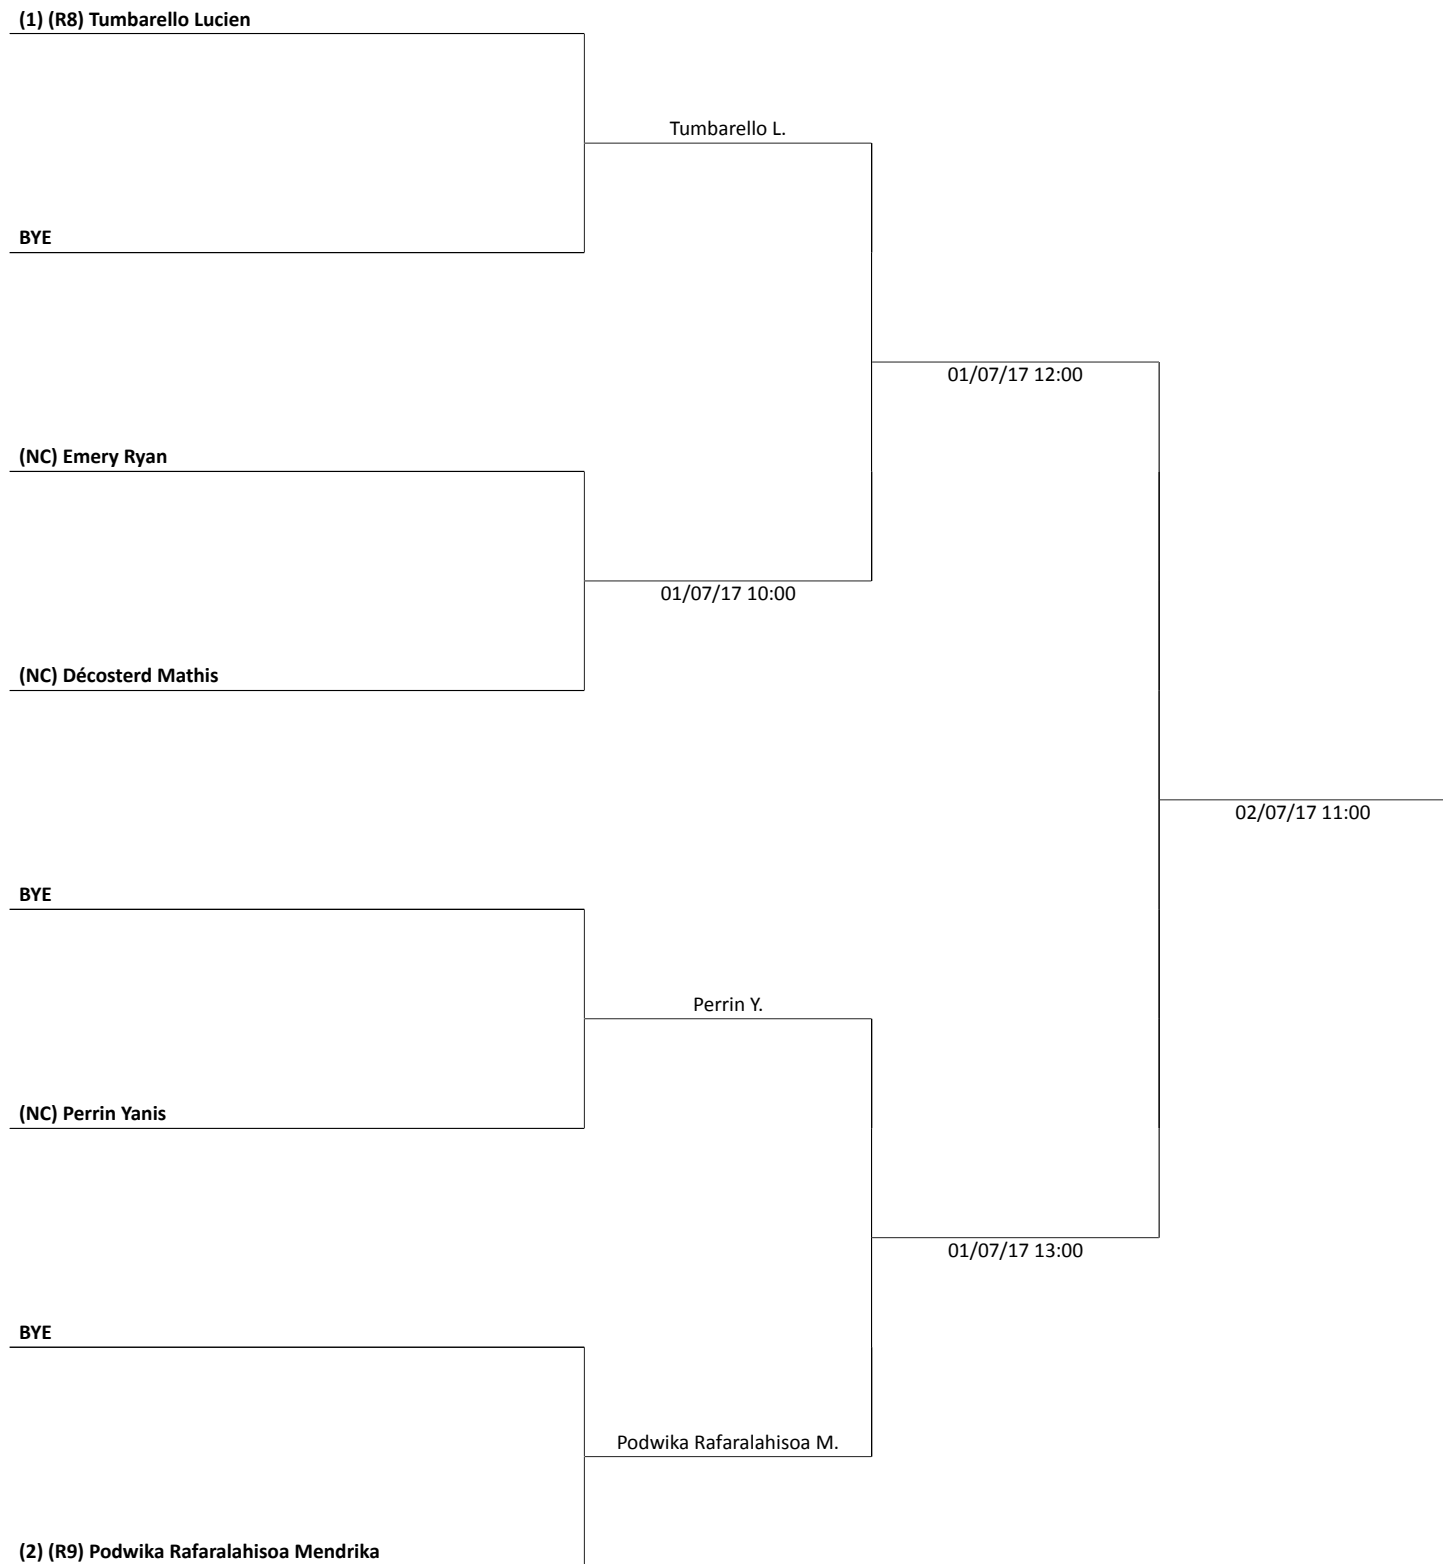 (1) (R8) Tumbarello Lucien
Tumbarello L.
BYE
01/07/17 12:00
(NC) Emery Ryan
01/07/17 10:00
(NC) Décosterd Mathis
02/07/17 11:00
BYE
Perrin Y.
(NC) Perrin Yanis
01/07/17 13:00
BYE
Podwika Rafaralahisoa M.
(2) (R9) Podwika Rafaralahisoa Mendrika